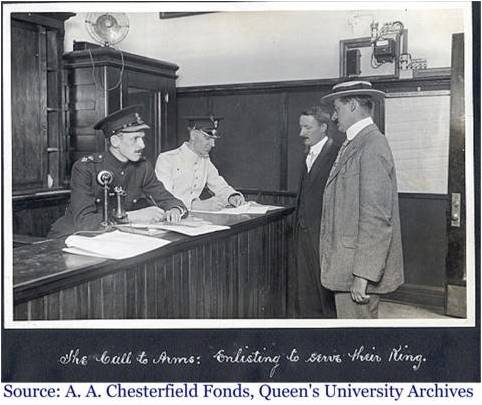 The Call to Arms: Enlisting to serve their King.
Source: A. A. Chesterfield Fonds, Queen's University Archives